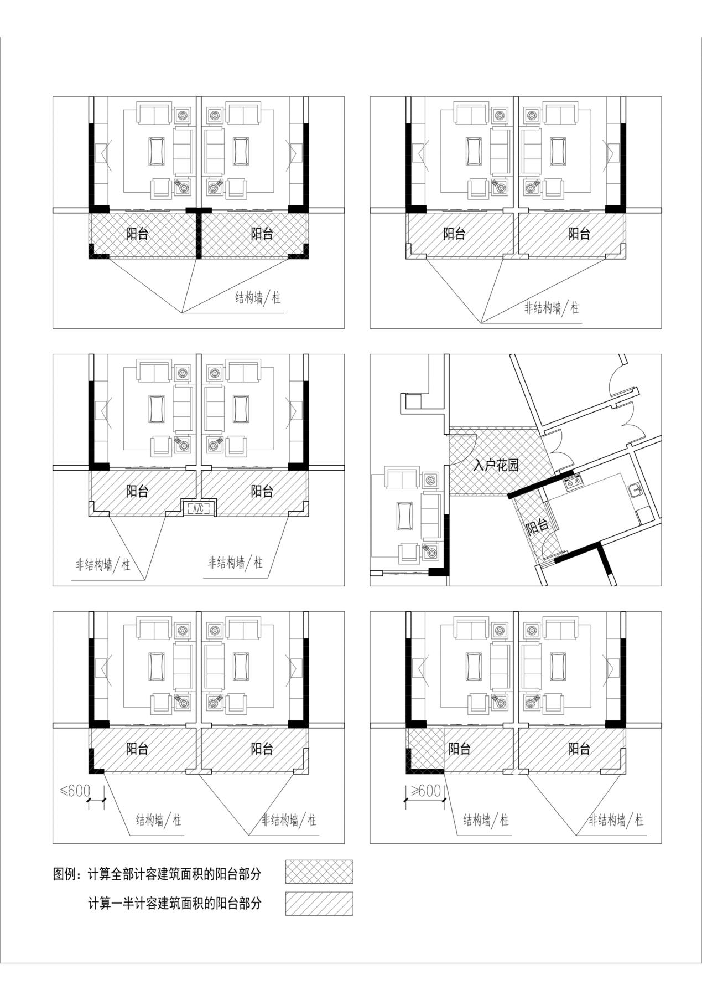 阳台 阳台
结构墙/柱
阳台 阳台
非结构墙/柱
阳台 阳台
A/C
非结构墙/柱 非结构墙/柱
入户花园
阳台
阳台 阳台
≤600
结构墙/柱 非结构墙/柱
阳台 阳台
≥600
结构墙/柱 非结构墙/柱
图例：计算全部计容建筑面积的阳台部分
计算一半计容建筑面积的阳台部分